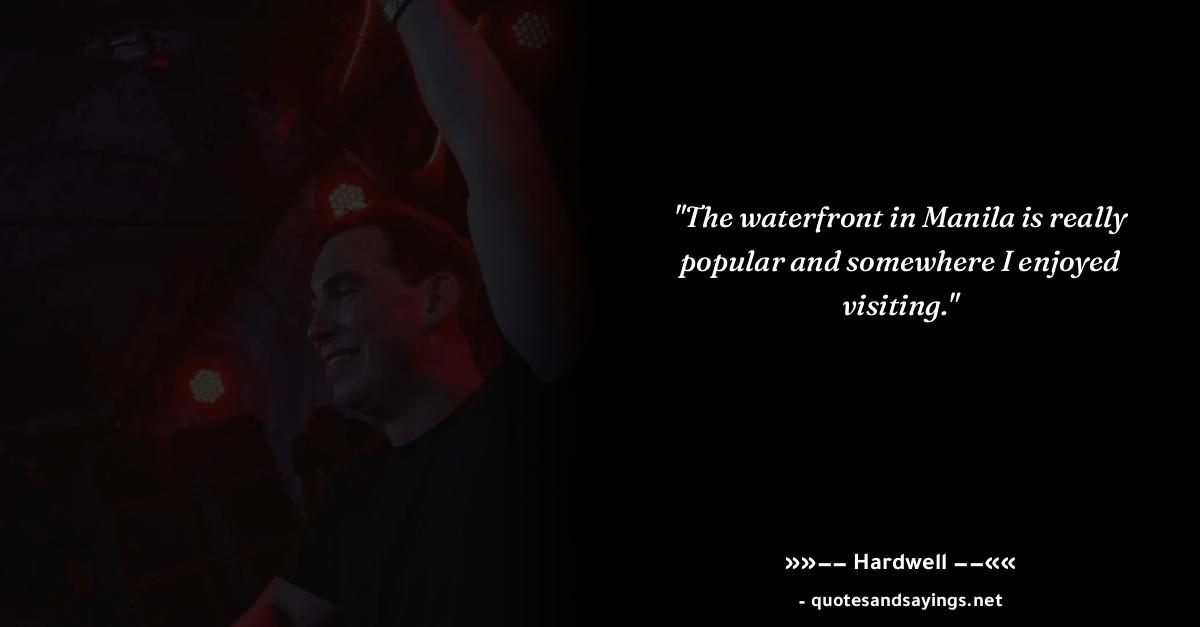 "The waterfront in Manila is really
popular and somewhere I enjoyed
visiting."
»»−− Hardwell −−««
- quotesandsayings.net